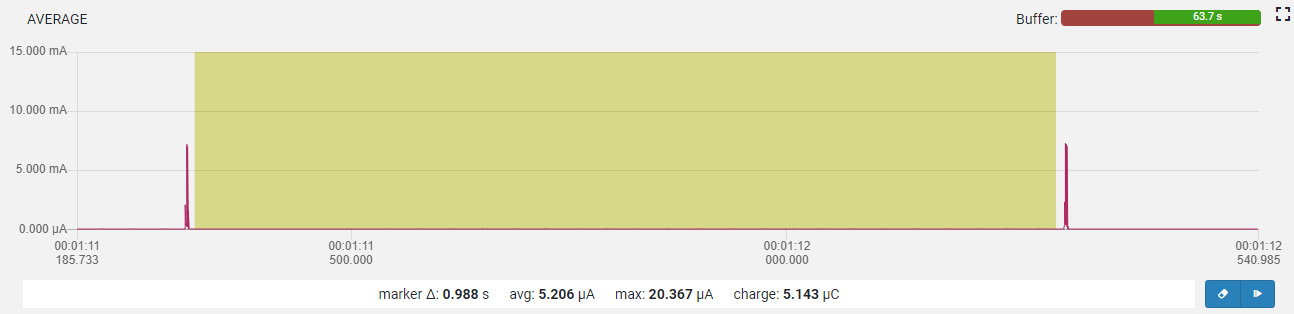 AVERAGE
Buffer: 63.7 s
15.000 mA
10.000 mA
5.000 mA
0.000 µA
00:01:11 00:01:11 00:01:12 00:01:12
185.733 500.000 000.000 540.985
marker Δ: 0.988 s avg: 5.206 µA max: 20.367 µA charge: 5.143 µC